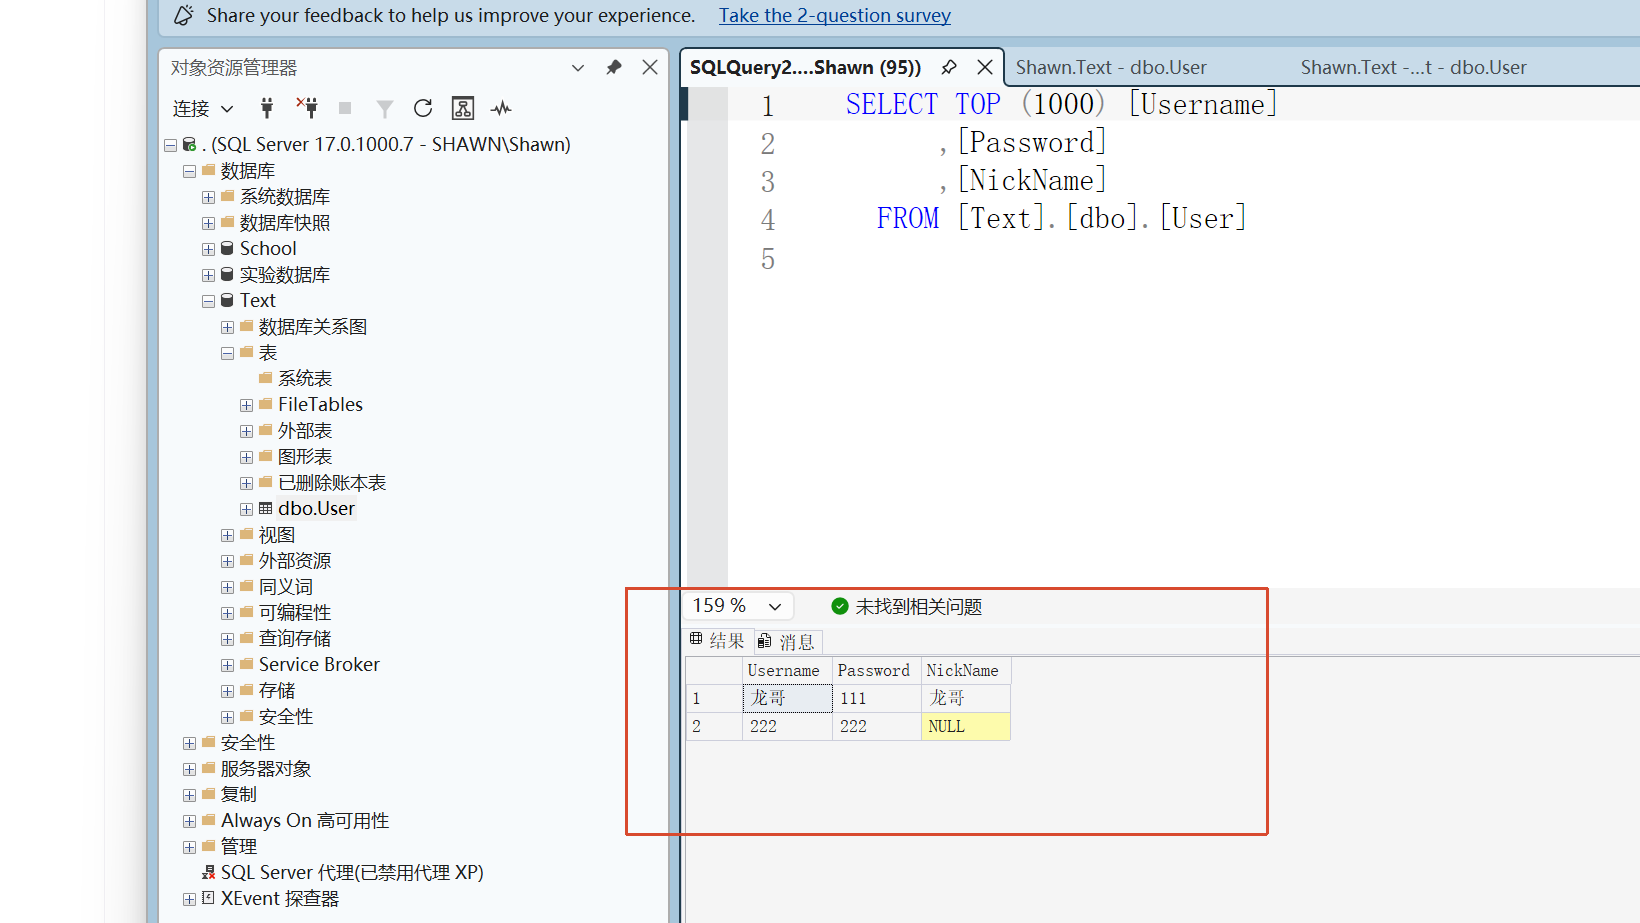 Share your feedback to help us improve your experience. Take the 2-question survey
对象资源管理器
连接
. (SQL Server 17.0.1000.7 - SHAWN\Shawn)
数据库
系统数据库
数据库快照
School
实验数据库
Text
数据库关系图
表
系统表
FileTables
外部表
图形表
已删除账本表
dbo.User
视图
外部资源
同义词
可编程性
查询存储
Service Broker
存储
安全性
安全性
服务器对象
复制
Always On 高可用性
管理
SQL Server 代理(已禁用代理 XP)
XEvent 探查器
SQLQuery2....Shawn (95)) Shawn.Text - dbo.User Shawn.Text -...t - dbo.User
1 SELECT TOP (1000) [Username]
2 ,[Password]
3 ,[NickName]
4 FROM [Text].[dbo].[User]
5
159 % 未找到相关问题
结果 消息
Username Password NickName
1 龙哥 111 龙哥
2 222 222 NULL